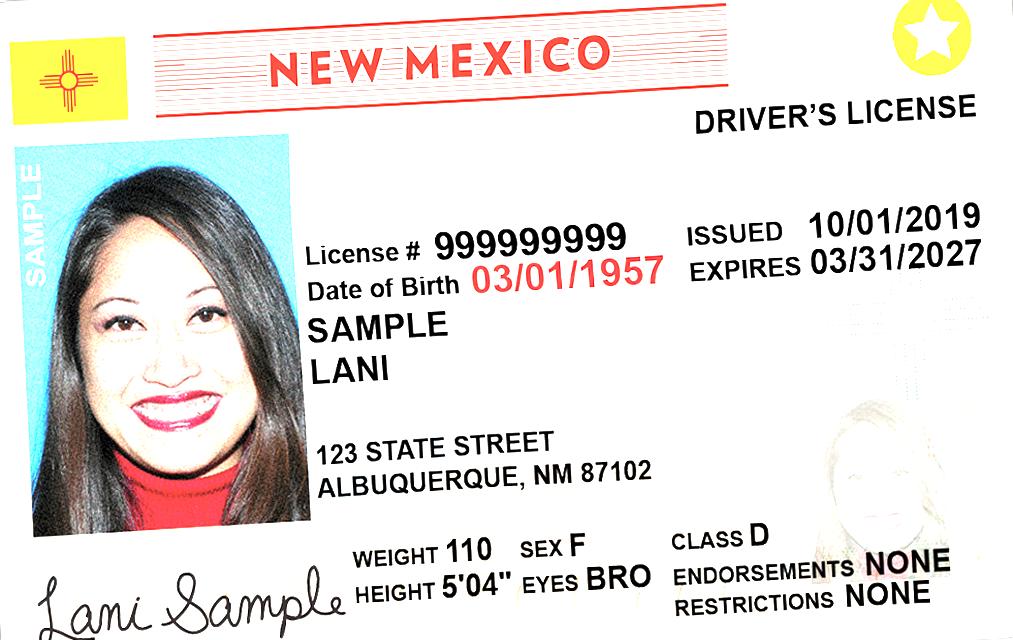 NEW MEXICO
DRIVER'S LICENSE
SAMPLE
License # 999999999
Date of Birth 03/01/1957
ISSUED 10/01/2019
EXPIRES 03/31/2027
SAMPLE
LANI
123 STATE STREET
ALBUQUERQUE, NM 87102
WEIGHT 110 SEX F
HEIGHT 5'04" EYES BRO
CLASS D
ENDORSEMENTS NONE
RESTRICTIONS NONE
Lani Sample